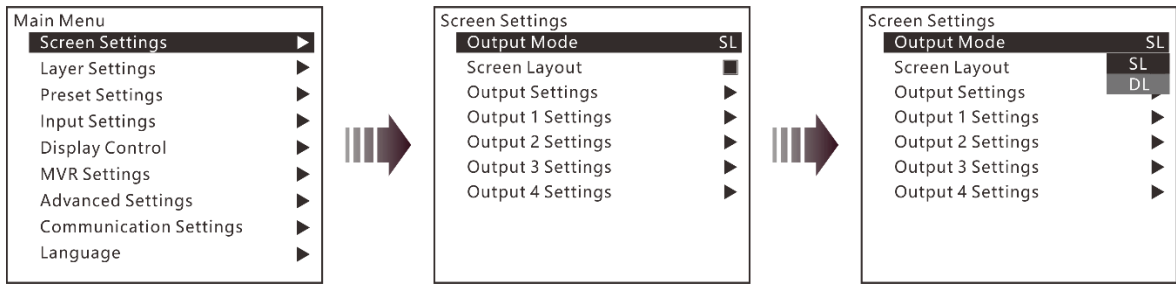 Main Menu
Screen Settings
Layer Settings
Preset Settings
Input Settings
Display Control
MVR Settings
Advanced Settings
Communication Settings
Language
Screen Settings
Output Mode SL
Screen Layout
Output Settings
Output 1 Settings
Output 2 Settings
Output 3 Settings
Output 4 Settings
Screen Settings
Output Mode SL
Screen Layout SL
Output Settings DL
Output 1 Settings
Output 2 Settings
Output 3 Settings
Output 4 Settings